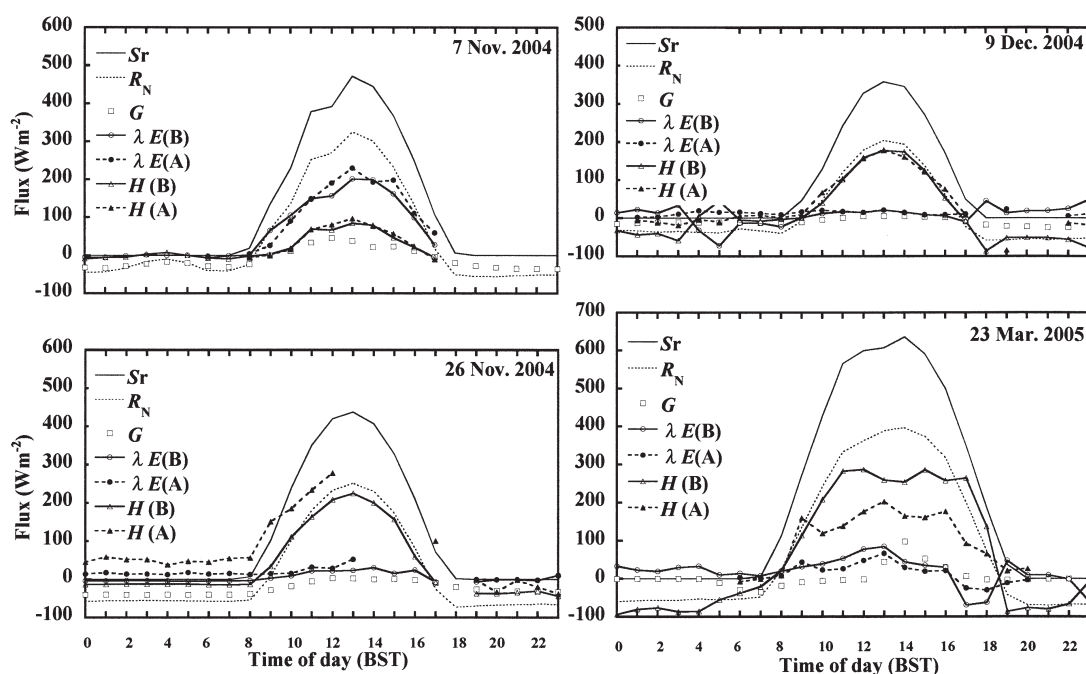 7 Nov. 2004
Sr
R_N
G
λ E(B)
λ E(A)
H (B)
H (A)
600
500
400
300
200
100
0
-100
Flux (Wm⁻²)
9 Dec. 2004
Sr
R_N
G
λ E(B)
λ E(A)
H (B)
H (A)
500
400
300
200
100
0
-100
26 Nov. 2004
Sr
R_N
G
λ E(B)
λ E(A)
H (B)
H (A)
600
400
200
0
-100
Flux (Wm⁻²)
0 2 4 6 8 10 12 14 16 18 20 22
Time of day (BST)
23 Mar. 2005
Sr
R_N
G
λ E(B)
λ E(A)
H (B)
H (A)
700
600
500
400
300
200
100
0
-100
0 2 4 6 8 10 12 14 16 18 20 22
Time of day (BST)